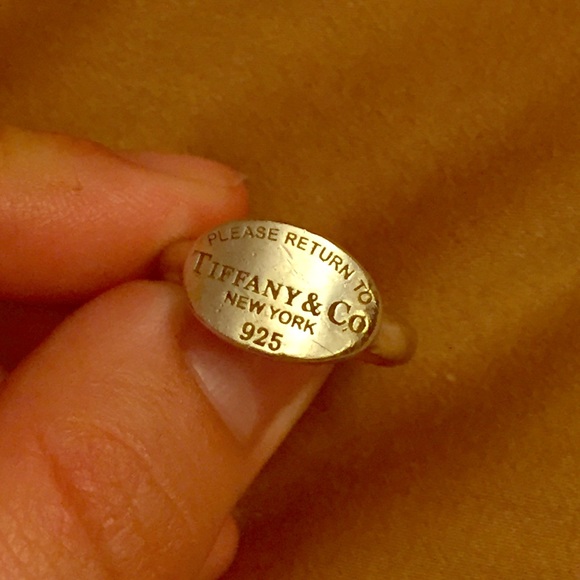 PLEASE RETURN TO
TIFFANY & CO
NEW YORK
925